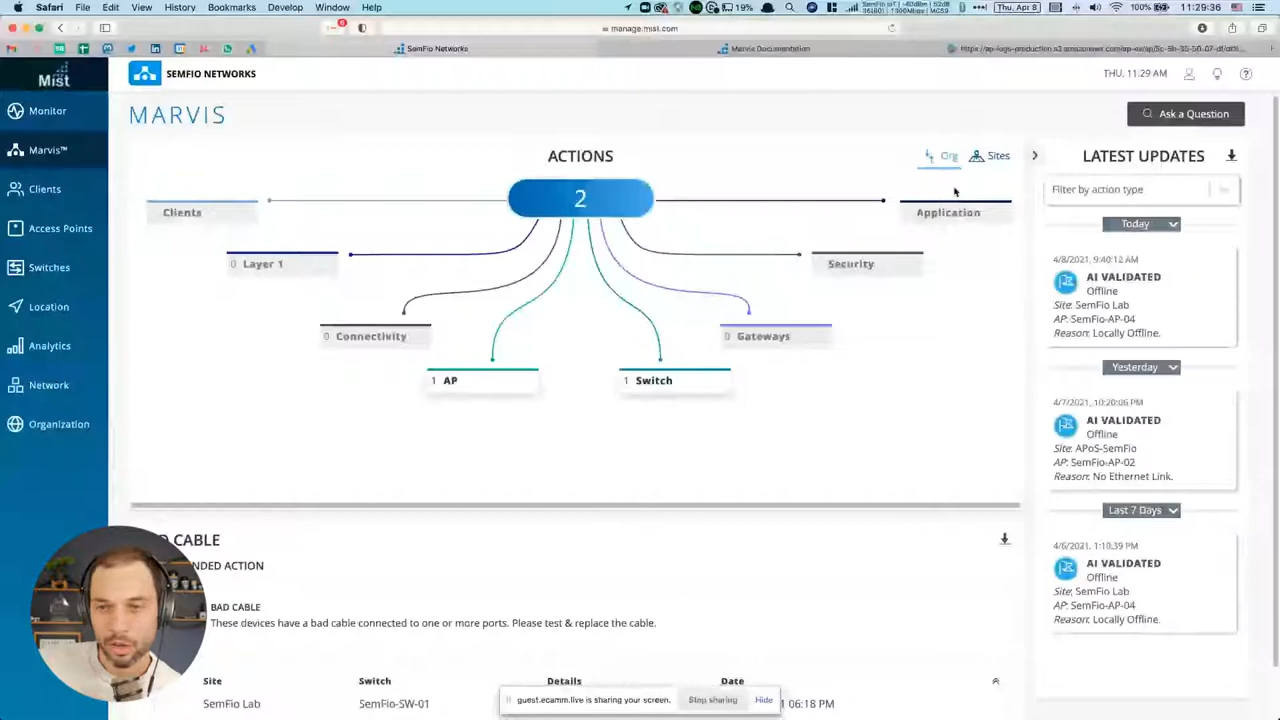 Safari File Edit View History Bookmarks Develop Window Help
19% 100% Thu. Apr 8 11:29:36
manage.mist.com
SemFio Networks
Marvis Documentation
Mist
SEMFIO NETWORKS
THU, 11:29 AM
Monitor
Marvis™
Clients
Access Points
Switches
Location
Analytics
Network
Organization
MARVIS
Ask a Question
ACTIONS
Org Sites
2
Clients
Application
0 Layer 1
Security
0 Connectivity
0 Gateways
1 AP
1 Switch
LATEST UPDATES
Filter by action type
Today
4/8/2021, 9:40:12 AM
AI VALIDATED
Offline
Site: SemFio Lab
AP: SemFio-AP-04
Reason: Locally Offline.
Yesterday
4/7/2021, 10:20:06 PM
AI VALIDATED
Offline
Site: APoS-SemFio
AP: SemFio-AP-02
Reason: No Ethernet Link.
Last 7 Days
4/6/2021, 1:10:39 PM
AI VALIDATED
Offline
Site: SemFio Lab
AP: SemFio-AP-04
Reason: Locally Offline.
CABLE
NDED ACTION
BAD CABLE
These devices have a bad cable connected to one or more ports. Please test & replace the cable.
Site Switch Details Date
SemFio Lab SemFio-SW-01 06:18 PM
guest.ecamm.live is sharing your screen. Stop sharing Hide